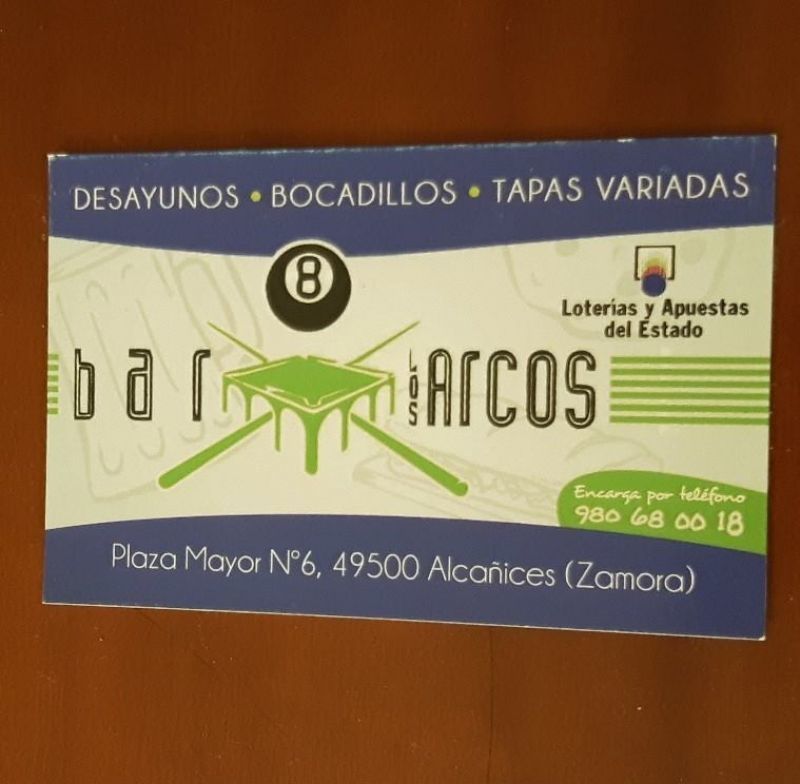 DESAYUNOS • BOCADILLOS • TAPAS VARIADAS
8
Loterías y Apuestas
del Estado
bar LOS ARCOS
Encarga por teléfono
980 68 00 18
Plaza Mayor Nº6, 49500 Alcañices (Zamora)